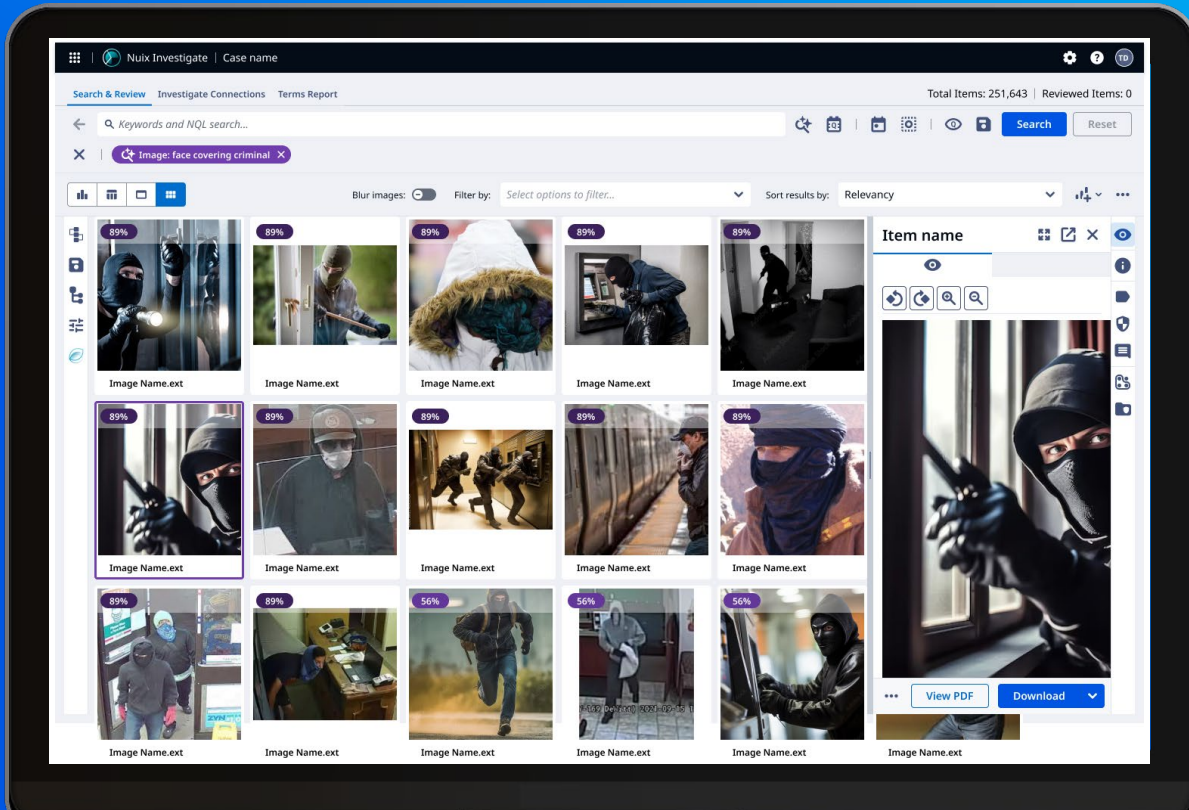 Nuix Investigate | Case name
TD
Search & Review Investigate Connections Terms Report
Total Items: 251,643 | Reviewed Items: 0
Keywords and NQL search...
Search
Reset
Image: face covering criminal
Blur images:
Filter by:
Select options to filter...
Sort results by:
Relevancy
89% 89% 89% 89% 89%
Item name
Image Name.ext Image Name.ext Image Name.ext Image Name.ext Image Name.ext
89% 89% 89% 89% 89%
Image Name.ext Image Name.ext Image Name.ext Image Name.ext Image Name.ext
89% 89% 56% 56% 56%
View PDF
Download
Image Name.ext Image Name.ext Image Name.ext Image Name.ext Image Name.ext Image Name.ext